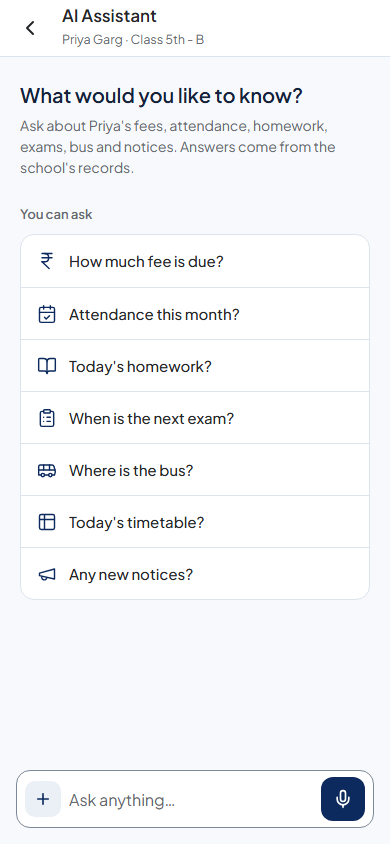 AI Assistant
Priya Garg · Class 5th - B
What would you like to know?
Ask about Priya's fees, attendance, homework,
exams, bus and notices. Answers come from the
school's records.
You can ask
How much fee is due?
Attendance this month?
Today's homework?
When is the next exam?
Where is the bus?
Today's timetable?
Any new notices?
Ask anything...